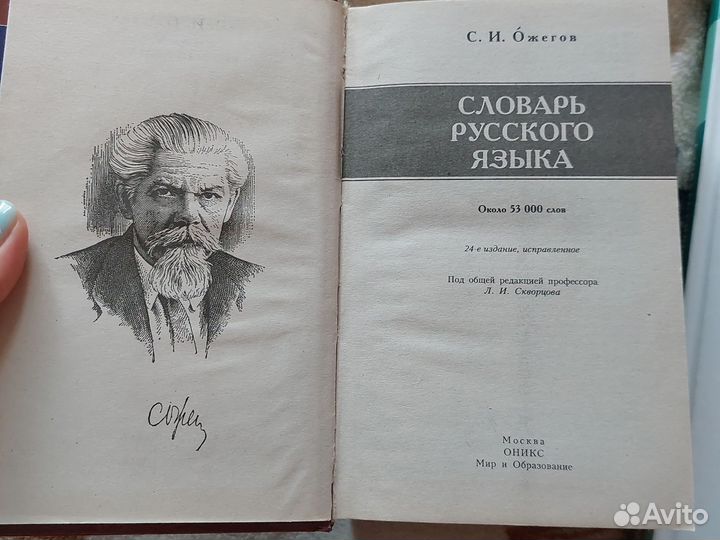 С. И. О́жегов
СЛОВАРЬ
РУССКОГО
ЯЗЫКА
Около 53 000 слов
24-е издание, исправленное
Под общей редакцией профессора
Л. И. Скворцова
Москва
ОНИКС
Мир и Образование
Avito